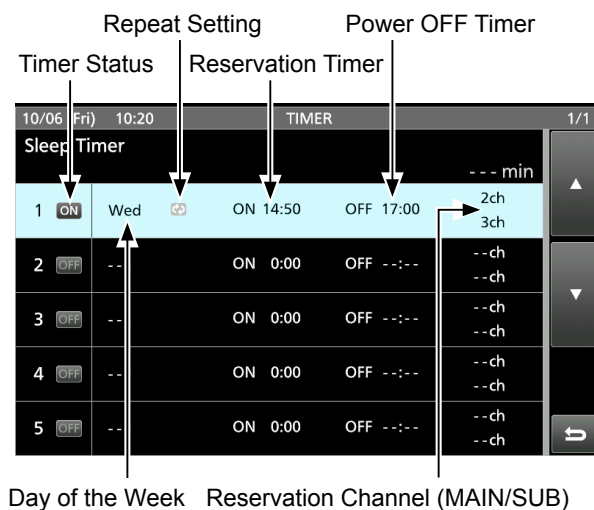 Repeat Setting Power OFF Timer
Timer Status Reservation Timer
10/06 (Fri) 10:20 TIMER 1/1
Sleep Timer
--- min
1 ON Wed ON 14:50 OFF 17:00 2ch
3ch
2 OFF -- ON 0:00 OFF --:-- --ch
--ch
3 OFF -- ON 0:00 OFF --:-- --ch
--ch
4 OFF -- ON 0:00 OFF --:-- --ch
--ch
5 OFF -- ON 0:00 OFF --:-- --ch
--ch
Day of the Week Reservation Channel (MAIN/SUB)